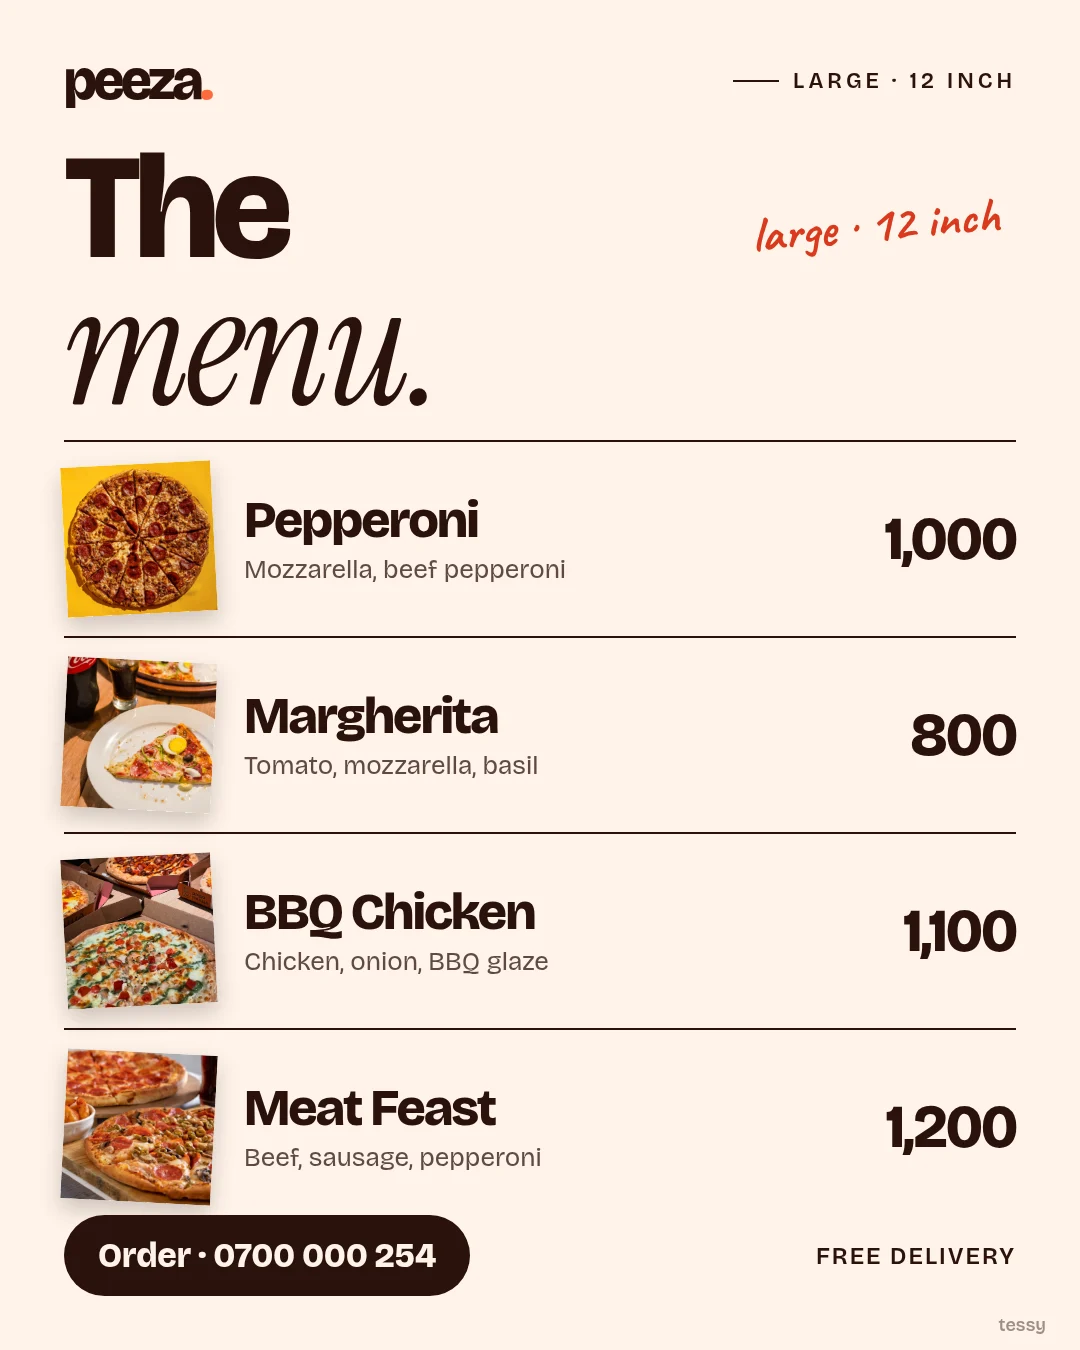 peeza.
LARGE · 12 INCH
The
large · 12 inch
menu.
Pepperoni
Mozzarella, beef pepperoni
1,000
Margherita
Tomato, mozzarella, basil
800
BBQ Chicken
Chicken, onion, BBQ glaze
1,100
Meat Feast
Beef, sausage, pepperoni
1,200
Order · 0700 000 254
FREE DELIVERY
tessy